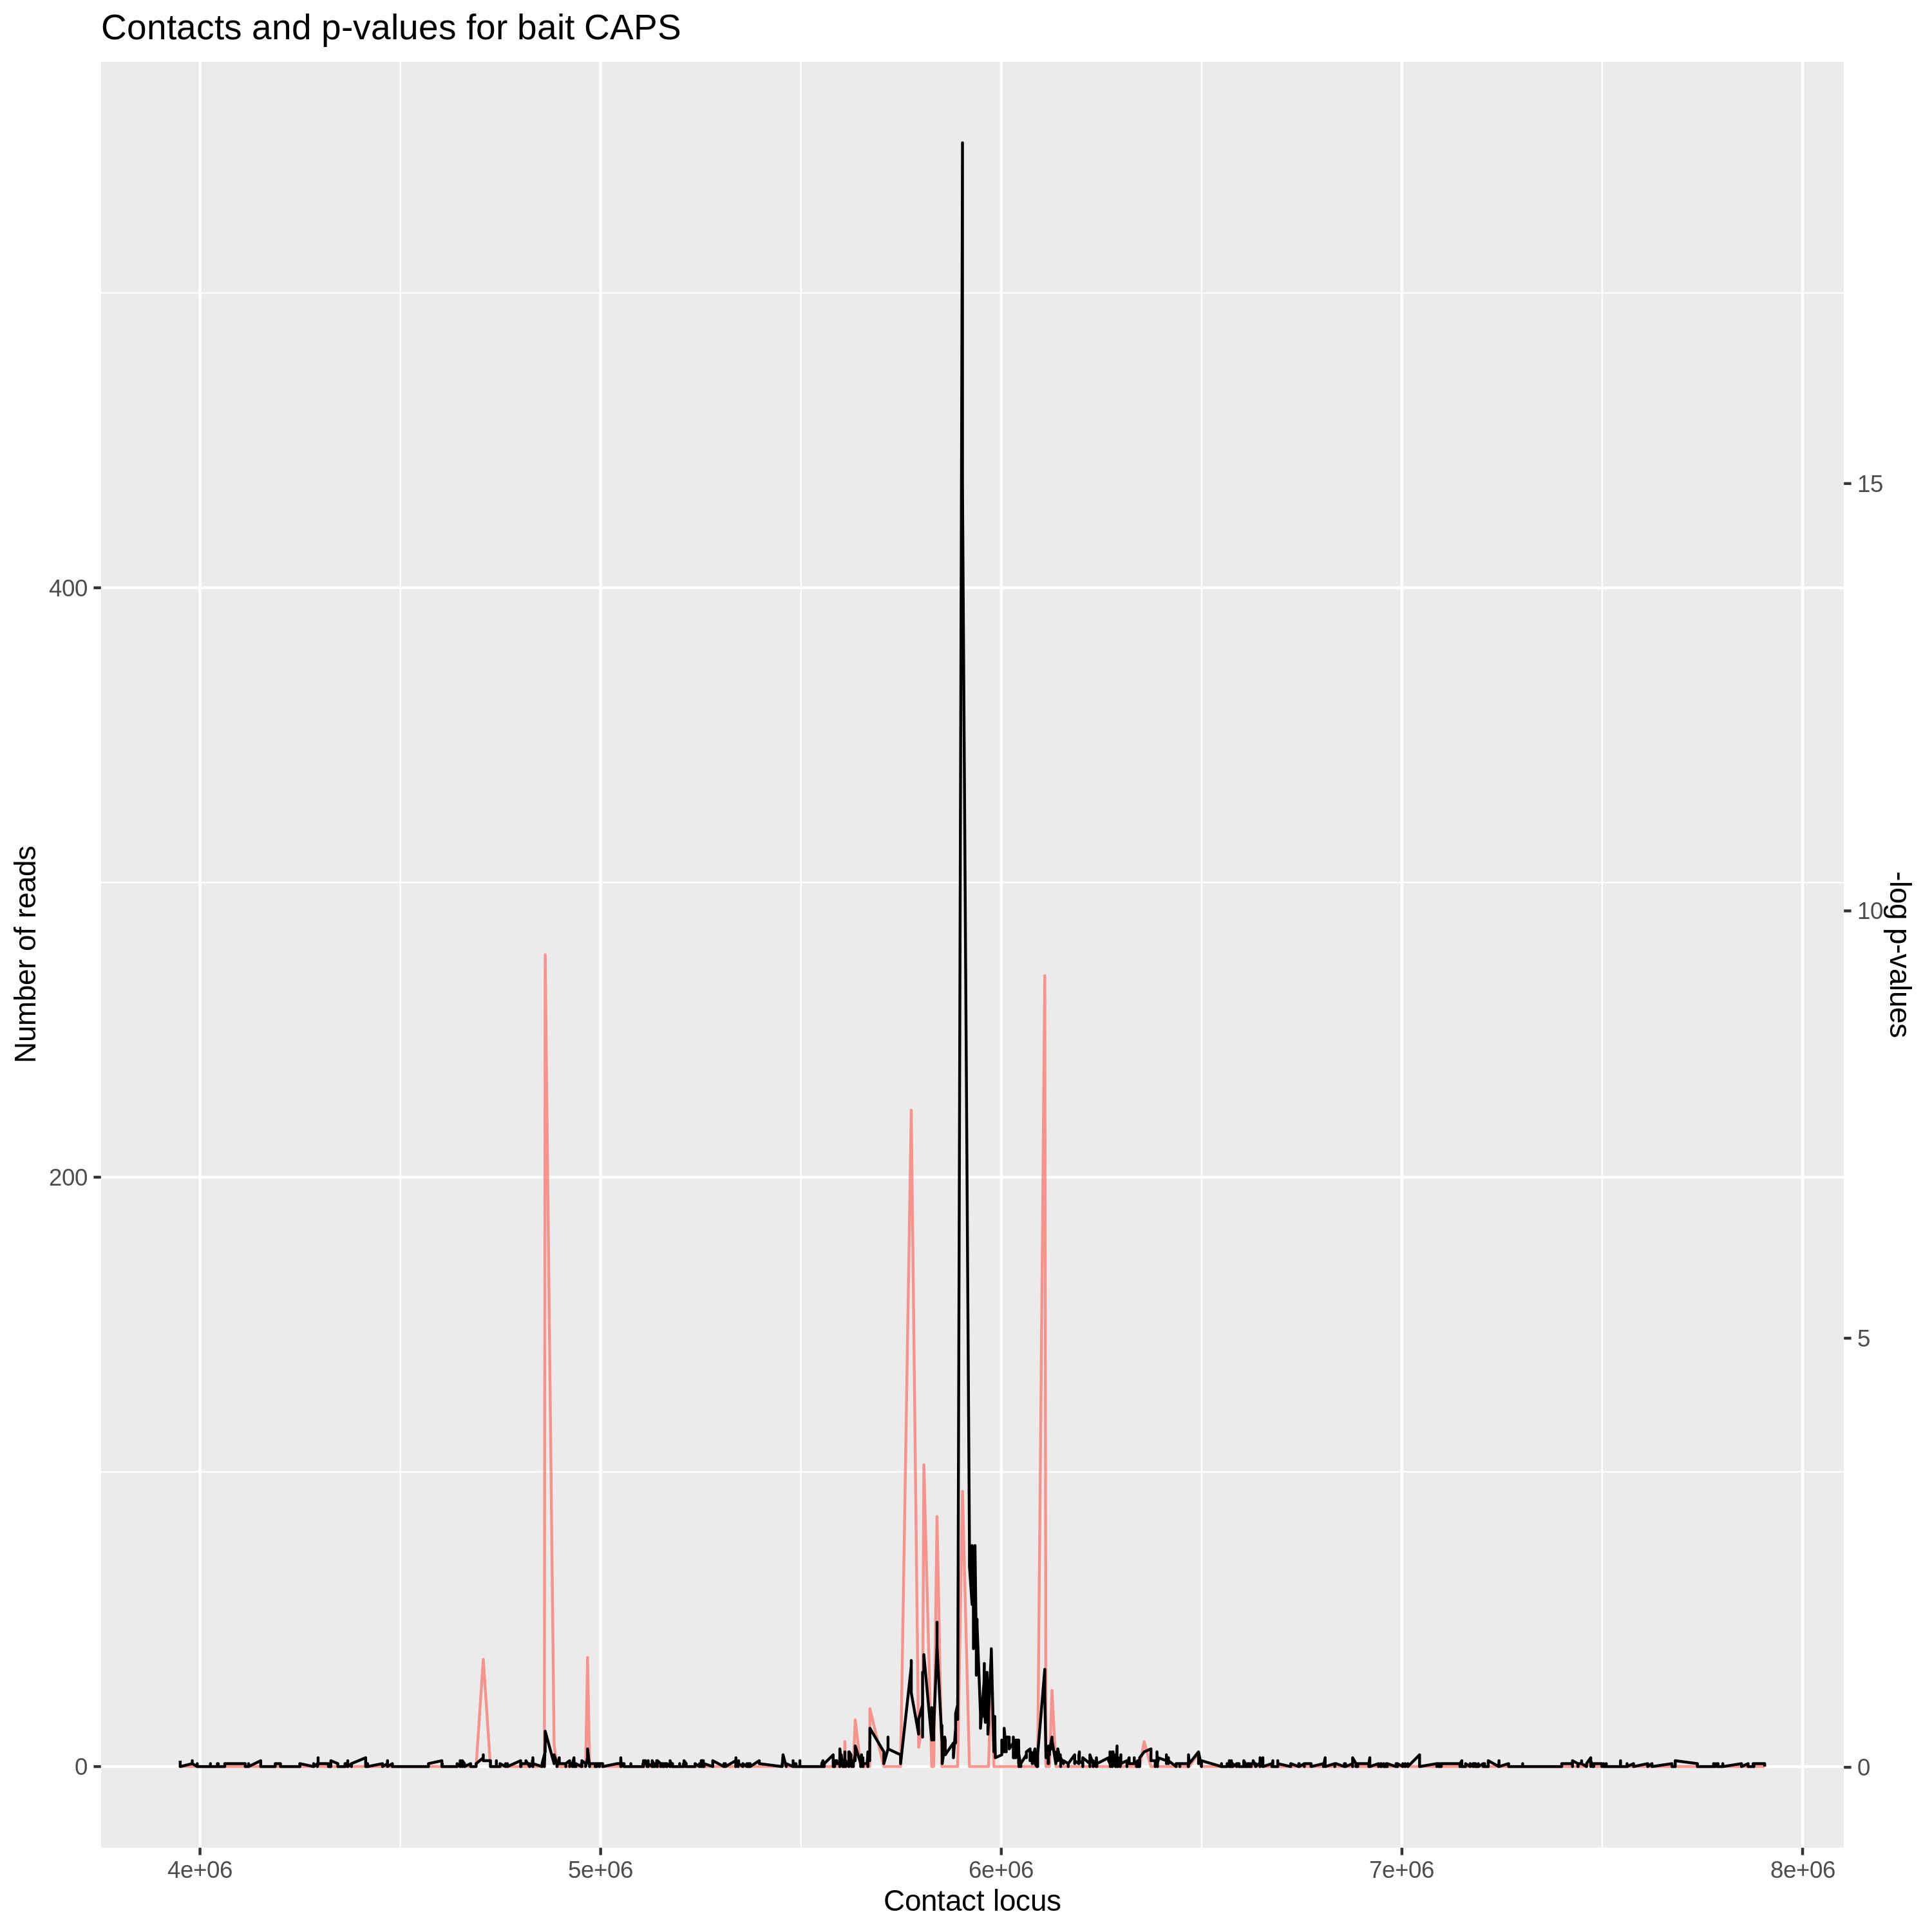 Contacts and p-values for bait CAPS
Number of reads
400
200
0
15
10
5
0
-log p-values
4e+06
5e+06
6e+06
7e+06
8e+06
Contact locus